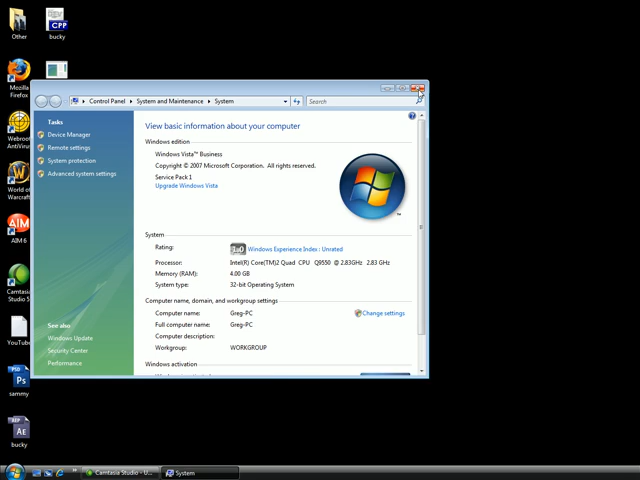 Other
CPP
bucky
Mozilla
Firefox
Control Panel
System and Maintenance
System
Search
Tasks
Device Manager
Remote settings
System protection
Advanced system settings
View basic information about your computer
Windows edition
Windows Vista™ Business
Copyright © 2007 Microsoft Corporation. All rights reserved.
Service Pack 1
Upgrade Windows Vista
System
Rating:
1.0
Windows Experience Index : Unrated
Processor:
Intel(R) Core(TM)2 Quad CPU Q9550 @ 2.83GHz 2.83 GHz
Memory (RAM):
4.00 GB
System type:
32-bit Operating System
Computer name, domain, and workgroup settings
Computer name:
Greg-PC
Change settings
Full computer name:
Greg-PC
Computer description:
Workgroup:
WORKGROUP
Windows activation
See also
Windows Update
Security Center
Performance
Webroo
AntiVirus
World of
Warcraft
AIM
AIM 6
Camtasia
Studio 5
YouTube
PSD
Ps
sammy
AEP
Ae
bucky
Camtasia Studio - U...
System